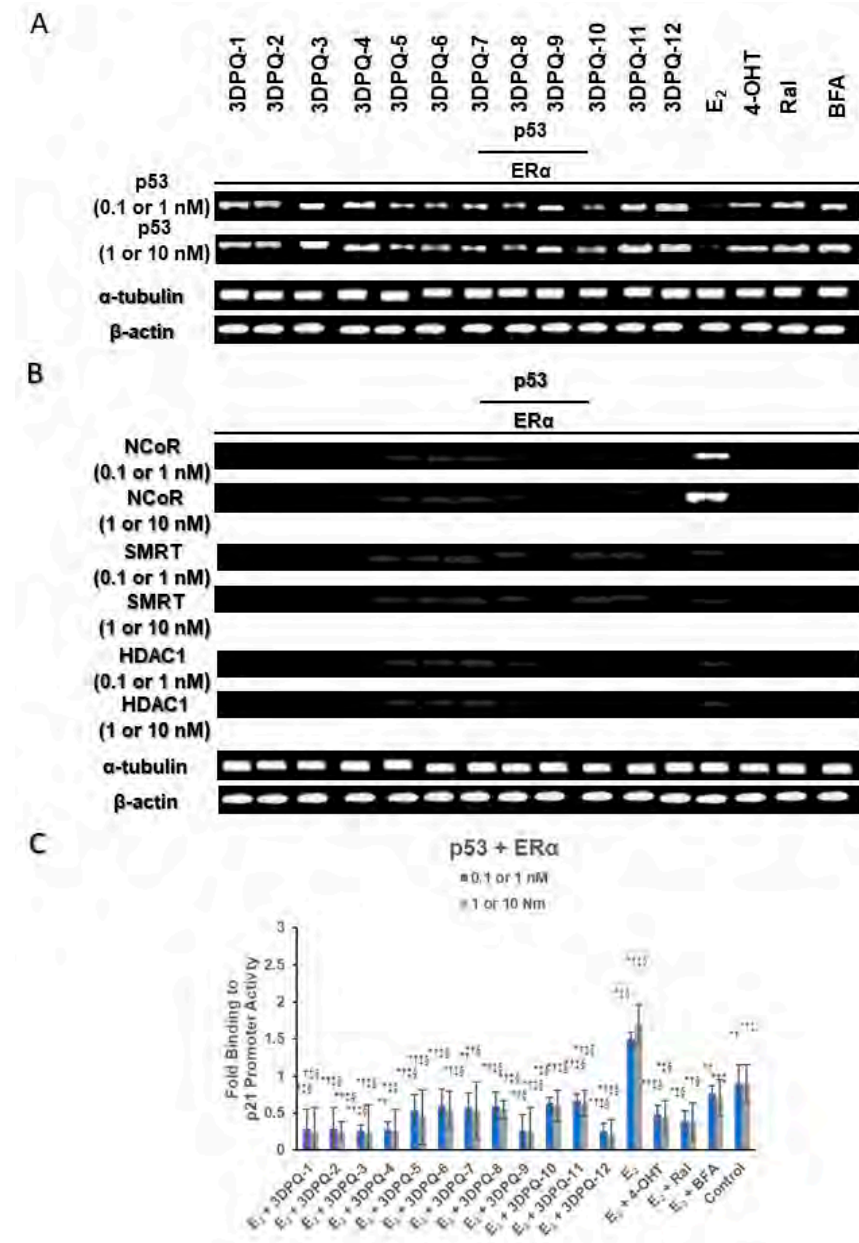 A
3DPQ-1
3DPQ-2
3DPQ-3
3DPQ-4
3DPQ-5
3DPQ-6
3DPQ-7
3DPQ-8
3DPQ-9
3DPQ-10
3DPQ-11
3DPQ-12
E₂
4-OHT
Ral
BFA
p53
ERα
p53
(0.1 or 1 nM)
p53
(1 or 10 nM)
α-tubulin
β-actin
B
p53
ERα
NCoR
(0.1 or 1 nM)
NCoR
(1 or 10 nM)
SMRT
(0.1 or 1 nM)
SMRT
(1 or 10 nM)
HDAC1
(0.1 or 1 nM)
HDAC1
(1 or 10 nM)
α-tubulin
β-actin
C
p53 + ERα
0.1 or 1 nM
1 or 10 Nm
Fold Binding to
p21 Promoter Activty
3
2.5
2
1.5
1
0.5
0
E₂ + 3DPQ-1
E₂ + 3DPQ-2
E₂ + 3DPQ-3
E₂ + 3DPQ-4
E₂ + 3DPQ-5
E₂ + 3DPQ-6
E₂ + 3DPQ-7
E₂ + 3DPQ-8
E₂ + 3DPQ-9
E₂ + 3DPQ-10
E₂ + 3DPQ-11
E₂ + 3DPQ-12
E₂
E₂ + 4-OHT
E₂ + Ral
E₂ + BFA
Control